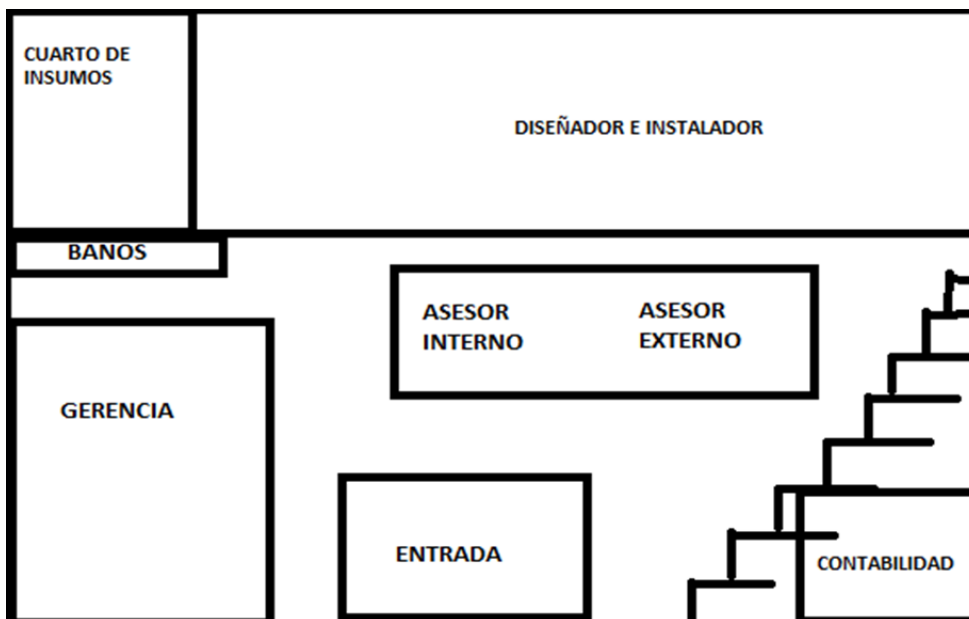 CUARTO DE
INSUMOS
DISEÑADOR E INSTALADOR
BANOS
ASESOR
INTERNO
ASESOR
EXTERNO
GERENCIA
ENTRADA
CONTABILIDAD